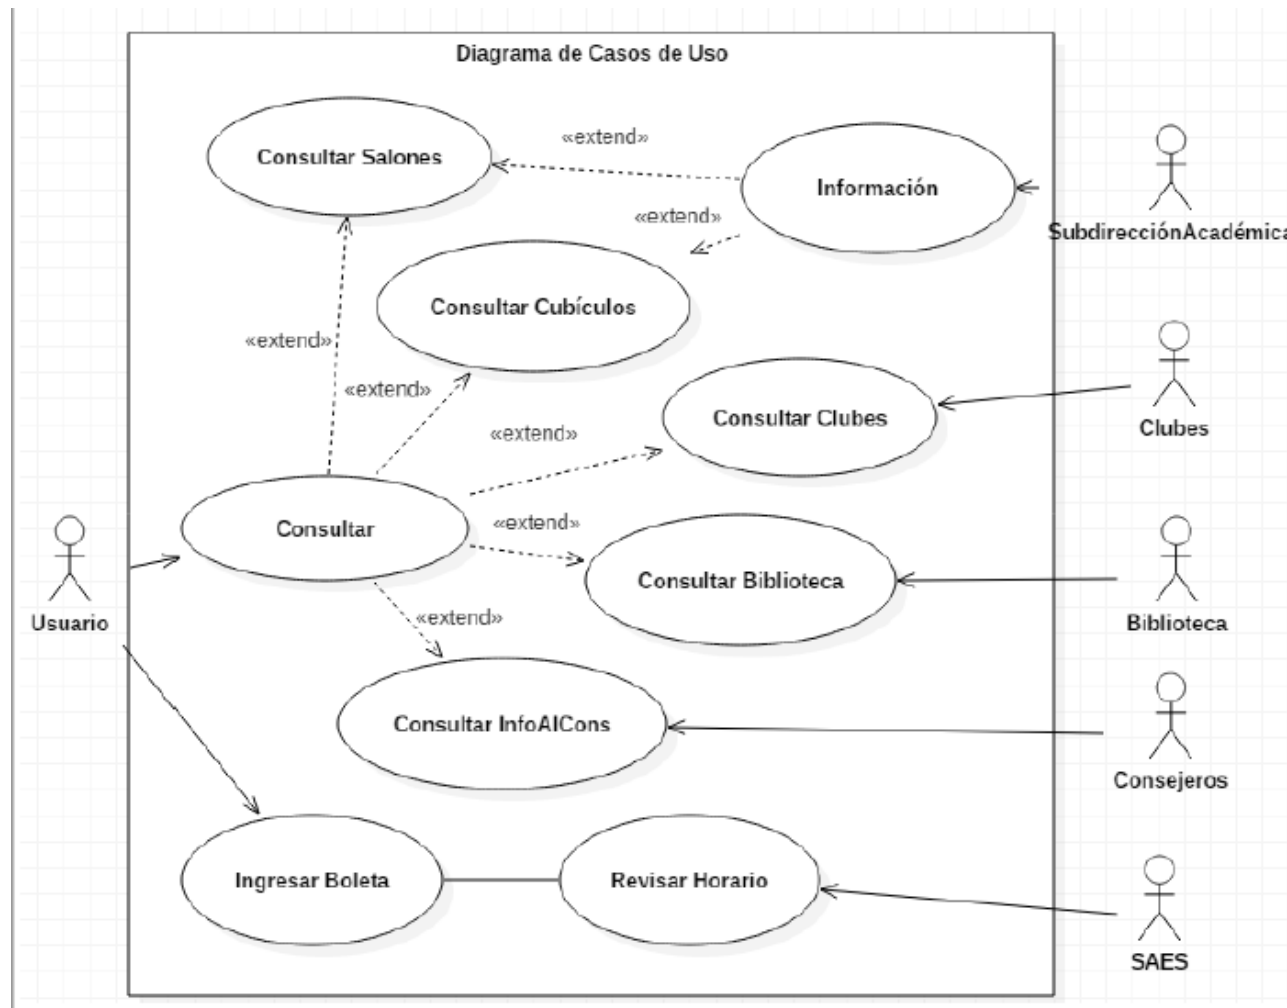 Diagrama de Casos de Uso
Consultar Salones
«extend»
Información
«extend»
SubdirecciónAcadémica
Consultar Cubículos
«extend»
«extend»
Consultar Clubes
Clubes
«extend»
Consultar
«extend»
Consultar Biblioteca
Usuario
Biblioteca
«extend»
Consultar InfoAlCons
Consejeros
Ingresar Boleta
Revisar Horario
SAES